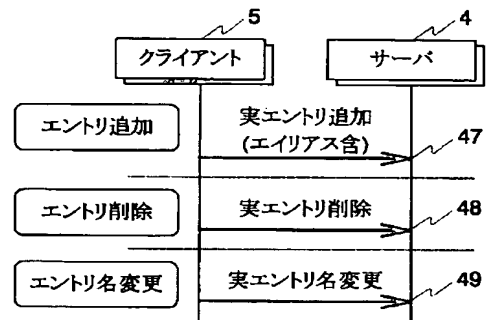 5
4
クライアント
サーバ
エントリ追加
実エントリ追加
(エイリアス含)
47
エントリ削除
実エントリ削除
48
エントリ名変更
実エントリ名変更
49